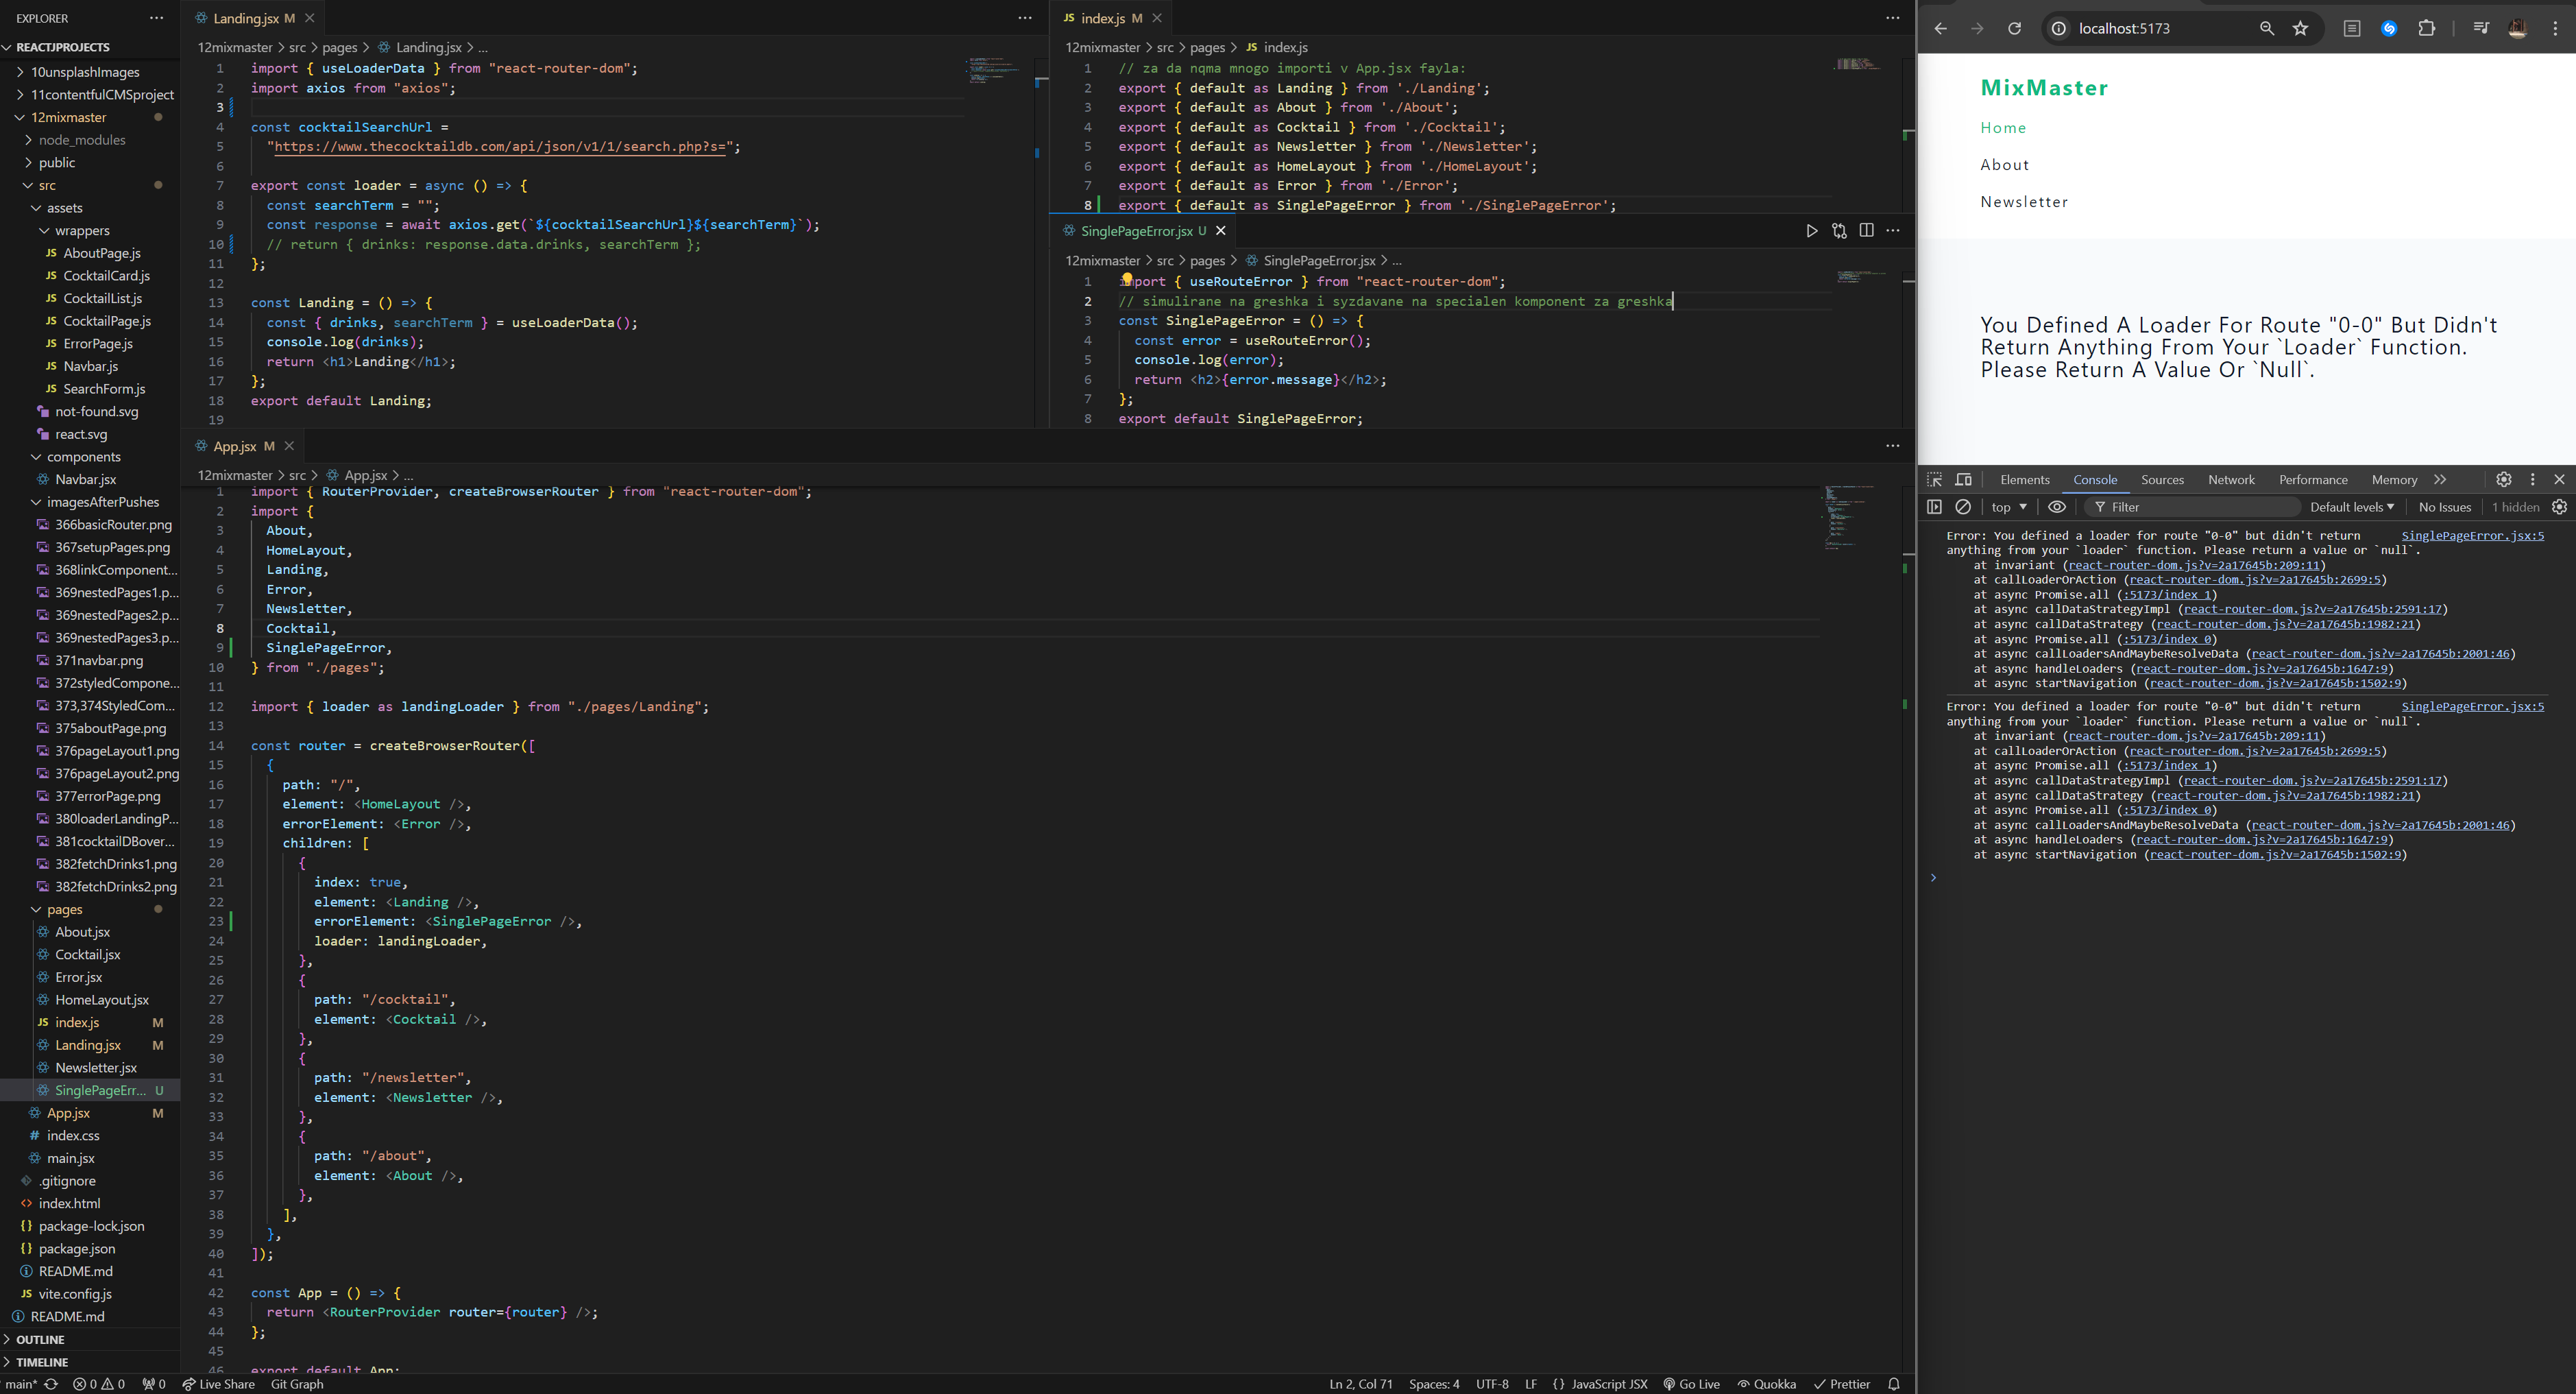 EXPLORER
REACTJPROJECTS
10unsplashImages
11contentfulCMSproject
12mixmaster
node_modules
public
src
assets
wrappers
JS AboutPage.js
JS CocktailCard.js
JS CocktailList.js
JS CocktailPage.js
JS ErrorPage.js
JS Navbar.js
JS SearchForm.js
not-found.svg
react.svg
components
Navbar.jsx
imagesAfterPushes
366basicRouter.png
367setupPages.png
368linkComponent...
369nestedPages1.p...
369nestedPages2.p...
369nestedPages3.p...
371navbar.png
372styledCompone...
373,374StyledCom...
375aboutPage.png
376pageLayout1.png
376pageLayout2.png
377errorPage.png
380loaderLandingP...
381cocktailDBover...
382fetchDrinks1.png
382fetchDrinks2.png
pages
About.jsx
Cocktail.jsx
Error.jsx
HomeLayout.jsx
JS index.js M
Landing.jsx M
Newsletter.jsx
SinglePageErr... U
App.jsx M
# index.css
main.jsx
.gitignore
<> index.html
{} package-lock.json
{} package.json
README.md
JS vite.config.js
README.md
OUTLINE
TIMELINE
Landing.jsx M
12mixmaster > src > pages > Landing.jsx > ...
1 import { useLoaderData } from "react-router-dom";
2 import axios from "axios";
3
4 const cocktailSearchUrl =
5 "https://www.thecocktaildb.com/api/json/v1/1/search.php?s=";
6
7 export const loader = async () => {
8 const searchTerm = "";
9 const response = await axios.get(`${cocktailSearchUrl}${searchTerm}`);
10 // return { drinks: response.data.drinks, searchTerm };
11 };
12
13 const Landing = () => {
14 const { drinks, searchTerm } = useLoaderData();
15 console.log(drinks);
16 return <h1>Landing</h1>;
17 };
18 export default Landing;
19
JS index.js M
12mixmaster > src > pages > JS index.js
1 // za da nqma mnogo importi v App.jsx fayla:
2 export { default as Landing } from './Landing';
3 export { default as About } from './About';
4 export { default as Cocktail } from './Cocktail';
5 export { default as Newsletter } from './Newsletter';
6 export { default as HomeLayout } from './HomeLayout';
7 export { default as Error } from './Error';
8 export { default as SinglePageError } from './SinglePageError';
SinglePageError.jsx U
12mixmaster > src > pages > SinglePageError.jsx > ...
1 import { useRouteError } from "react-router-dom";
2 // simulirane na greshka i syzdavane na specialen komponent za greshka
3 const SinglePageError = () => {
4 const error = useRouteError();
5 console.log(error);
6 return <h2>{error.message}</h2>;
7 };
8 export default SinglePageError;
App.jsx M
12mixmaster > src > App.jsx > ...
1 import { RouterProvider, createBrowserRouter } from "react-router-dom";
2 import {
3 About,
4 HomeLayout,
5 Landing,
6 Error,
7 Newsletter,
8 Cocktail,
9 SinglePageError,
10 } from "./pages";
11
12 import { loader as landingLoader } from "./pages/Landing";
13
14 const router = createBrowserRouter([
15 {
16 path: "/",
17 element: <HomeLayout />,
18 errorElement: <Error />,
19 children: [
20 {
21 index: true,
22 element: <Landing />,
23 errorElement: <SinglePageError />,
24 loader: landingLoader,
25 },
26 {
27 path: "/cocktail",
28 element: <Cocktail />,
29 },
30 {
31 path: "/newsletter",
32 element: <Newsletter />,
33 },
34 {
35 path: "/about",
36 element: <About />,
37 },
38 ],
39 },
40 ]);
41
42 const App = () => {
43 return <RouterProvider router={router} />;
44 };
45
46 export default App;
main* 0 0 0 Live Share Git Graph
Ln 2, Col 71 Spaces: 4 UTF-8 LF {} JavaScript JSX Go Live Quokka Prettier
localhost:5173
MixMaster
Home
About
Newsletter
You Defined A Loader For Route "0-0" But Didn't
Return Anything From Your `Loader` Function.
Please Return A Value Or `Null`.
Elements Console Sources Network Performance Memory
top Filter Default levels No Issues 1 hidden
Error: You defined a loader for route "0-0" but didn't return SinglePageError.jsx:5
anything from your `loader` function. Please return a value or `null`.
at invariant (react-router-dom.js?v=2a17645b:209:11)
at callLoaderOrAction (react-router-dom.js?v=2a17645b:2699:5)
at async Promise.all (:5173/index 1)
at async callDataStrategyImpl (react-router-dom.js?v=2a17645b:2591:17)
at async callDataStrategy (react-router-dom.js?v=2a17645b:1982:21)
at async Promise.all (:5173/index 0)
at async callLoadersAndMaybeResolveData (react-router-dom.js?v=2a17645b:2001:46)
at async handleLoaders (react-router-dom.js?v=2a17645b:1647:9)
at async startNavigation (react-router-dom.js?v=2a17645b:1502:9)
Error: You defined a loader for route "0-0" but didn't return SinglePageError.jsx:5
anything from your `loader` function. Please return a value or `null`.
at invariant (react-router-dom.js?v=2a17645b:209:11)
at callLoaderOrAction (react-router-dom.js?v=2a17645b:2699:5)
at async Promise.all (:5173/index 1)
at async callDataStrategyImpl (react-router-dom.js?v=2a17645b:2591:17)
at async callDataStrategy (react-router-dom.js?v=2a17645b:1982:21)
at async Promise.all (:5173/index 0)
at async callLoadersAndMaybeResolveData (react-router-dom.js?v=2a17645b:2001:46)
at async handleLoaders (react-router-dom.js?v=2a17645b:1647:9)
at async startNavigation (react-router-dom.js?v=2a17645b:1502:9)